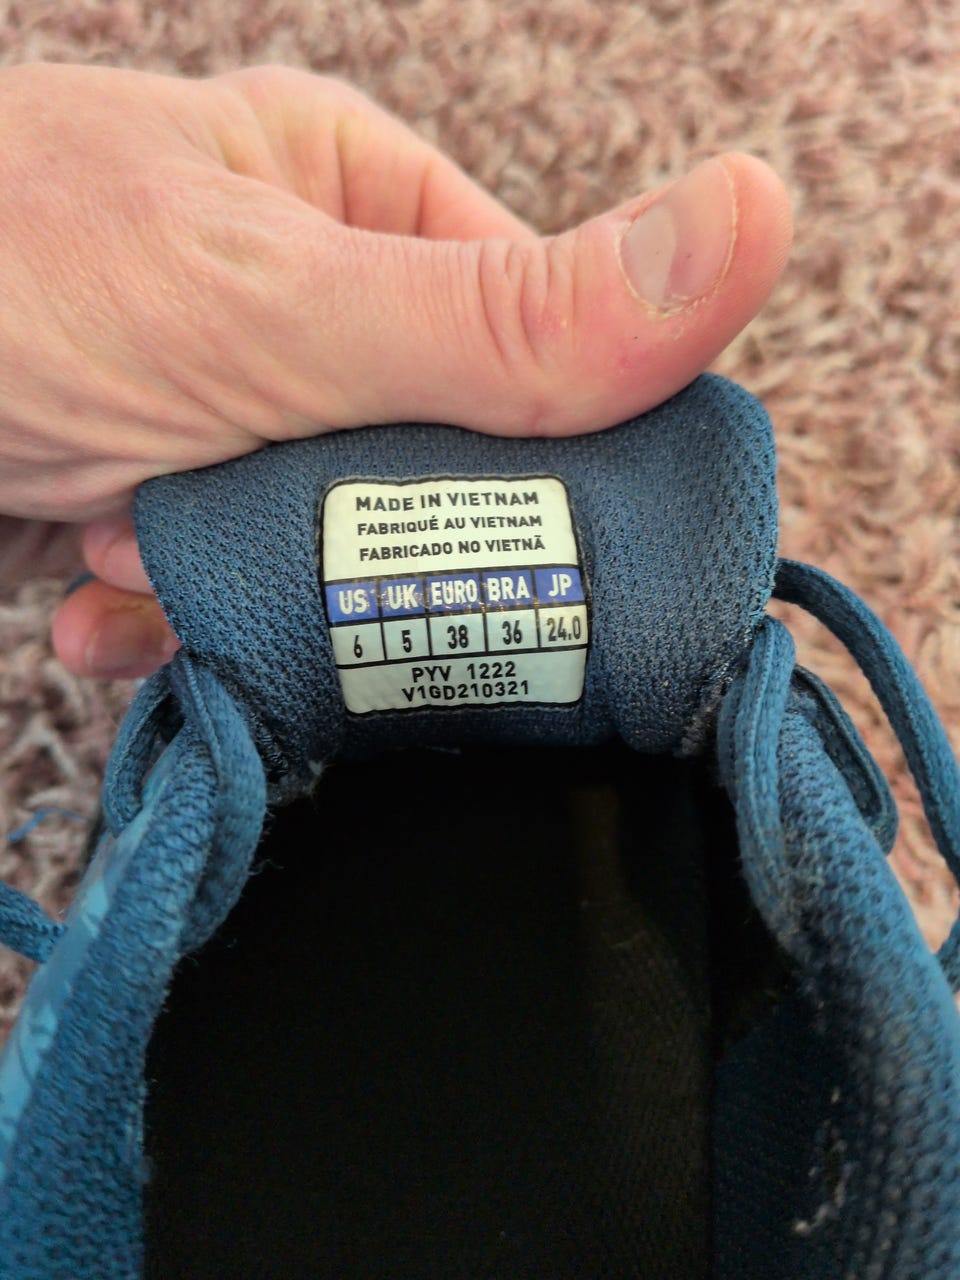 MADE IN VIETNAM
FABRIQUÉ AU VIETNAM
FABRICADO NO VIETNÃ
US UK EURO BRA JP
6 5 38 36 24.0
PYV 1222
V1GD210321